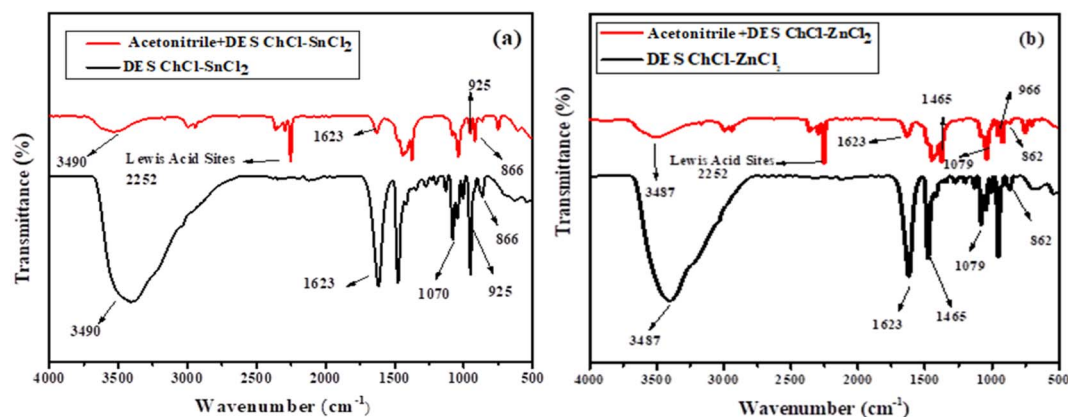 (a)
Acetonitrile+DES ChCl-SnCl₂
DES ChCl-SnCl₂
925
1623
3490
Lewis Acid Sites
2252
866
866
1623
1070
925
3490
Transmittance (%)
4000 3500 3000 2500 2000 1500 1000 500
Wavenumber (cm⁻¹)
(b)
Acetonitrile +DES ChCl-ZnCl₂
DES ChCl-ZnCl₂
966
1465
1623
Lewis Acid Sites
2252
1079
862
3487
862
1079
1623
1465
3487
Transmittance (%)
4000 3500 3000 2500 2000 1500 1000 500
Wavenumber (cm⁻¹)